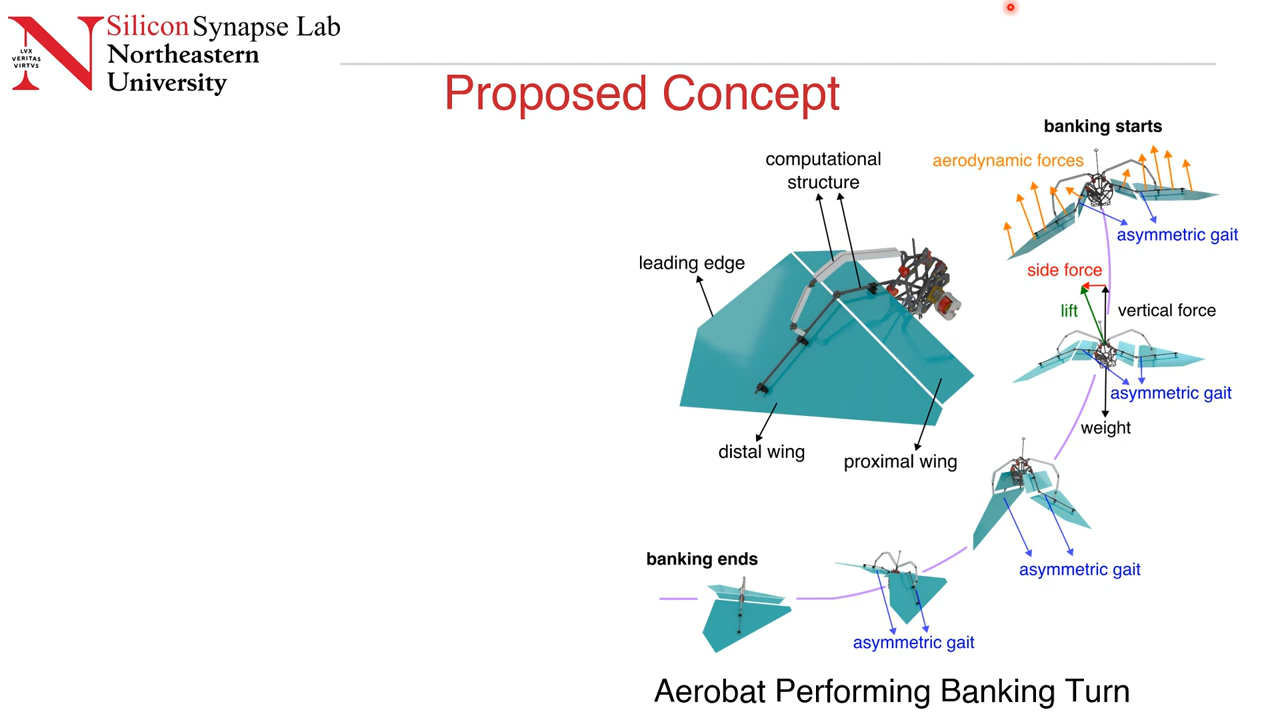 Silicon Synapse Lab
Northeastern
University
LVX
VERITAS
VIRTVS
Proposed Concept
banking starts
computational
structure
aerodynamic forces
asymmetric gait
leading edge
side force
lift
vertical force
asymmetric gait
weight
distal wing
proximal wing
banking ends
asymmetric gait
asymmetric gait
Aerobat Performing Banking Turn